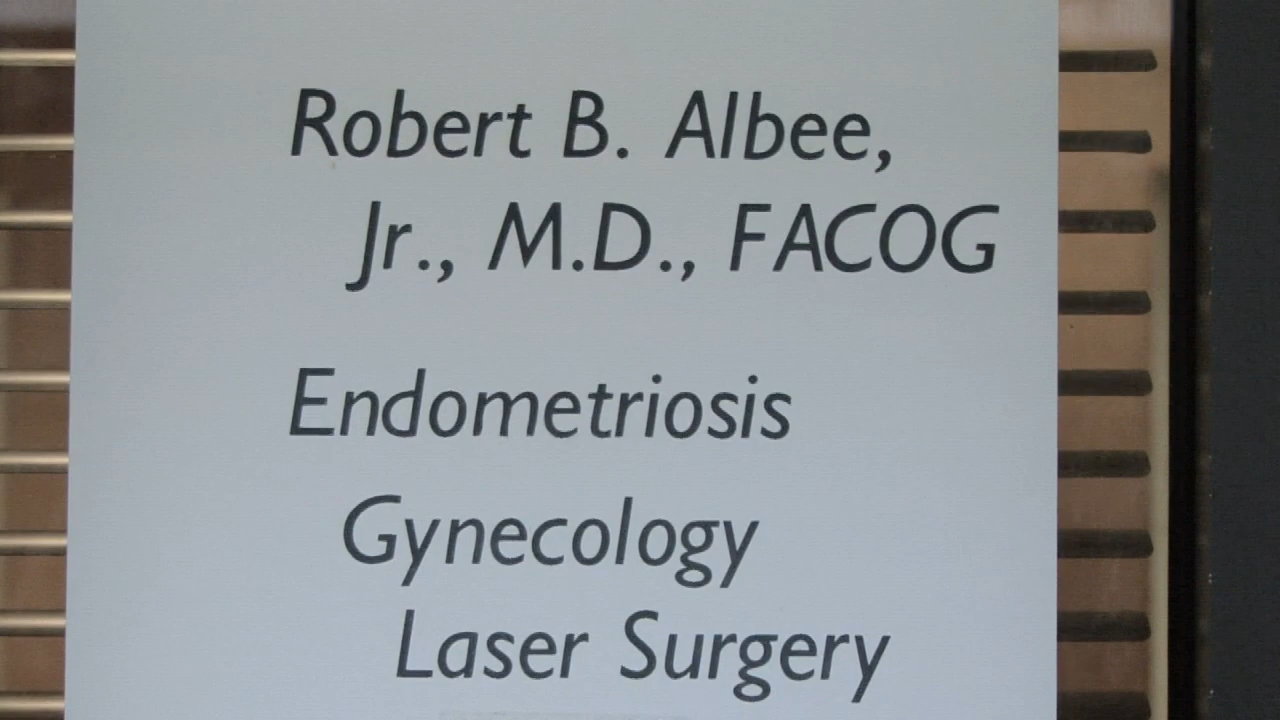 Robert B. Albee,
Jr., M.D., FACOG
Endometriosis
Gynecology
Laser Surgery